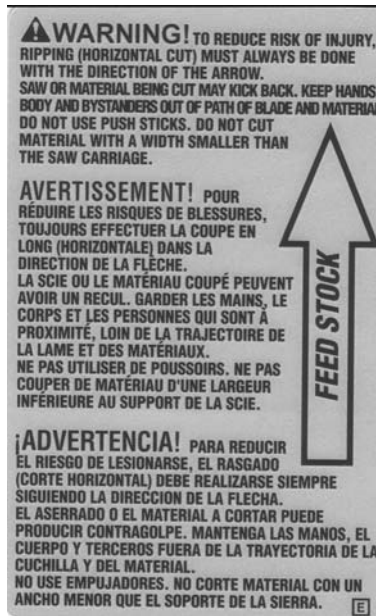 WARNING! TO REDUCE RISK OF INJURY,
RIPPING (HORIZONTAL CUT) MUST ALWAYS BE DONE
WITH THE DIRECTION OF THE ARROW.
SAW OR MATERIAL BEING CUT MAY KICK BACK. KEEP HANDS
BODY AND BYSTANDERS OUT OF PATH OF BLADE AND MATERIAL
DO NOT USE PUSH STICKS. DO NOT CUT
MATERIAL WITH A WIDTH SMALLER THAN
THE SAW CARRIAGE.
AVERTISSEMENT! POUR
RÉDUIRE LES RISQUES DE BLESSURES,
TOUJOURS EFFECTUER LA COUPE EN
LONG (HORIZONTALE) DANS LA
DIRECTION DE LA FLÈCHE.
LA SCIE OU LE MATÉRIAU COUPÉ PEUVENT
AVOIR UN RECUL. GARDER LES MAINS, LE
CORPS ET LES PERSONNES QUI SONT À
PROXIMITÉ, LOIN DE LA TRAJECTOIRE DE
LA LAME ET DES MATÉRIAUX.
NE PAS UTILISER DE POUSSOIRS. NE PAS
COUPER DE MATÉRIAU D'UNE LARGEUR
INFÉRIEURE AU SUPPORT DE LA SCIE.
FEED STOCK
¡ADVERTENCIA! PARA REDUCIR
EL RIESGO DE LESIONARSE, EL RASGADO
(CORTE HORIZONTAL) DEBE REALIZARSE SIEMPRE
SIGUIENDO LA DIRECCION DE LA FLECHA.
EL ASERRADO O EL MATERIAL A CORTAR PUEDE
PRODUCIR CONTRAGOLPE. MANTENGA LAS MANOS, EL
CUERPO Y TERCEROS FUERA DE LA TRAYECTORIA DE LA
CUCHILLA Y DEL MATERIAL.
NO USE EMPUJADORES. NO CORTE MATERIAL CON UN
ANCHO MENOR QUE EL SOPORTE DE LA SIERRA.
E